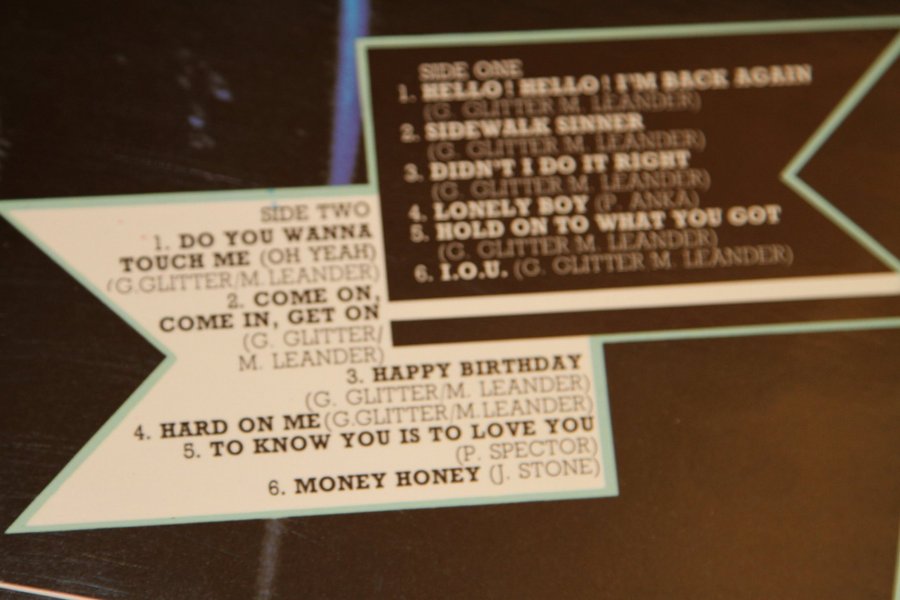 SIDE ONE
1. HELLO! HELLO! I'M BACK AGAIN
(G. GLITTER M. LEANDER)
2. SIDEWALK SINNER
(G. GLITTER M. LEANDER)
3. DIDN'T I DO IT RIGHT
(G. GLITTER M. LEANDER)
4. LONELY BOY (P. ANKA)
5. HOLD ON TO WHAT YOU GOT
(G. GLITTER M. LEANDER)
6. I.O.U. (G. GLITTER M. LEANDER)
SIDE TWO
1. DO YOU WANNA
TOUCH ME (OH YEAH)
(G.GLITTER/M.LEANDER)
2. COME ON,
COME IN, GET ON
(G. GLITTER/
M. LEANDER)
3. HAPPY BIRTHDAY
(G. GLITTER/M. LEANDER)
4. HARD ON ME (G.GLITTER/M.LEANDER)
5. TO KNOW YOU IS TO LOVE YOU
(P. SPECTOR)
6. MONEY HONEY (J. STONE)